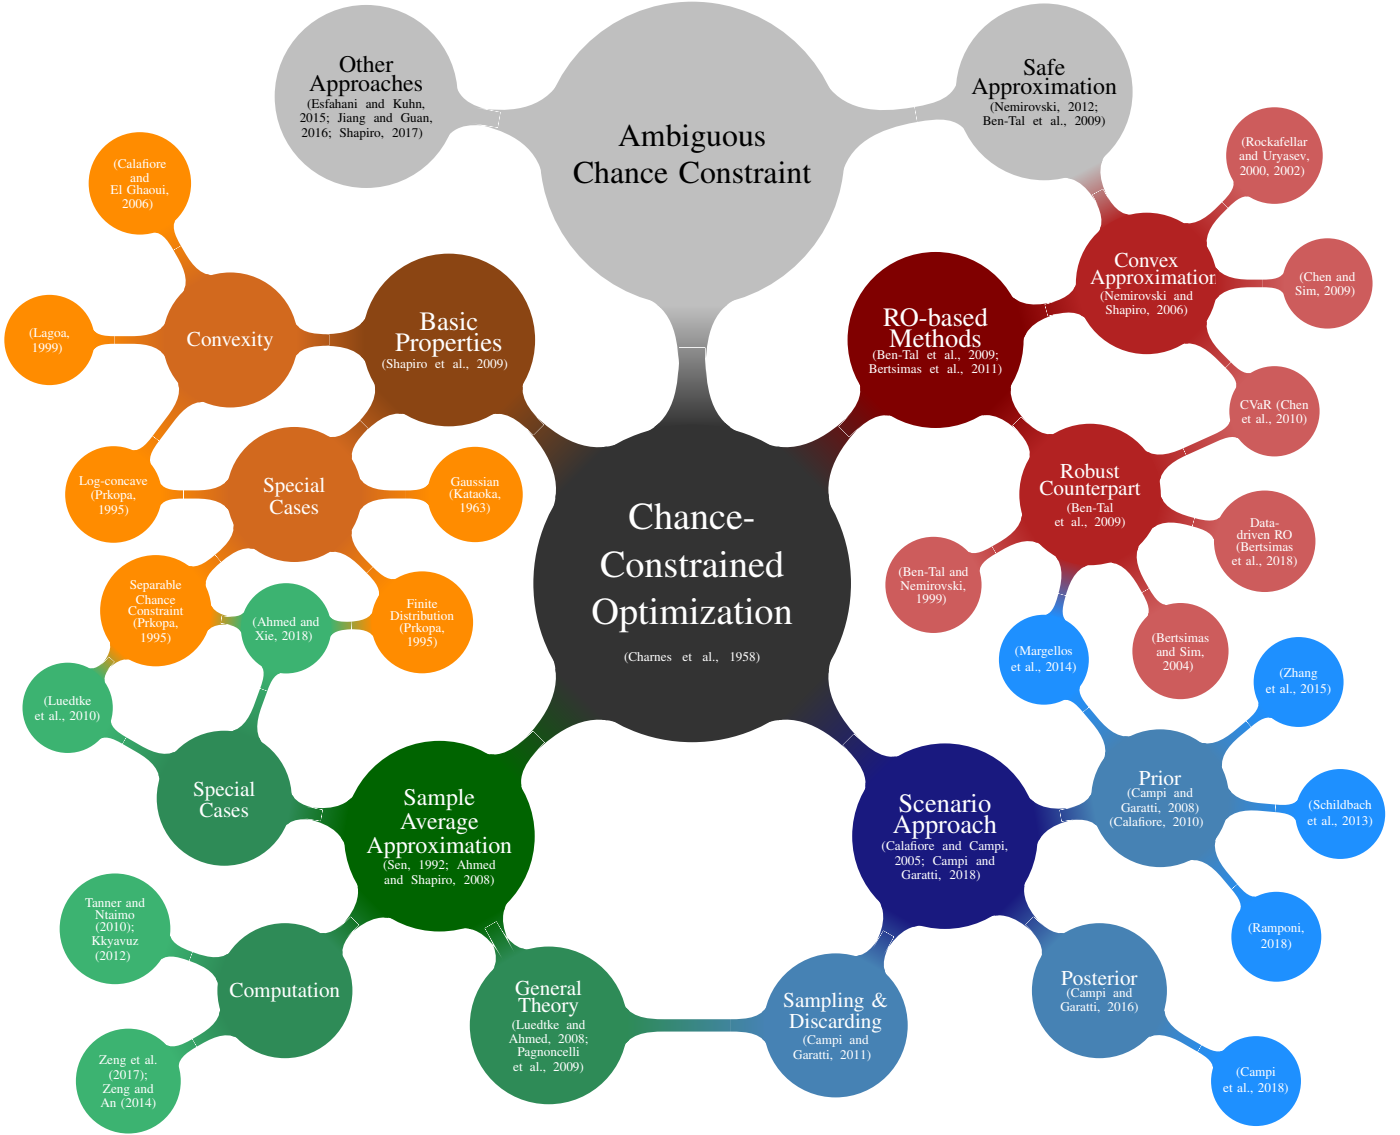 Other
Approaches
(Esfahani and Kuhn,
2015; Jiang and Guan,
2016; Shapiro, 2017)
Ambiguous
Chance Constraint
Safe
Approximation
(Nemirovski, 2012;
Ben-Tal et al., 2009)
(Calafiore
and
El Ghaoui,
2006)
(Lagoa,
1999)
Convexity
Basic
Properties
(Shapiro et al., 2009)
Log-concave
(Prkopa,
1995)
Special
Cases
Gaussian
(Kataoka,
1963)
Separable
Chance
Constraint
(Prkopa,
1995)
(Ahmed and
Xie, 2018)
Finite
Distribution
(Prkopa,
1995)
RO-based
Methods
(Ben-Tal et al., 2009;
Bertsimas et al., 2011)
Convex
Approximation
(Nemirovski and
Shapiro, 2006)
(Rockafellar
and Uryasev,
2000, 2002)
(Chen and
Sim, 2009)
CVaR (Chen
et al., 2010)
Robust
Counterpart
(Ben-Tal
et al., 2009)
Data-
driven RO
(Bertsimas
et al., 2018)
(Ben-Tal and
Nemirovski,
1999)
(Bertsimas
and Sim,
2004)
Chance-
Constrained
Optimization
(Charnes et al., 1958)
(Luedtke
et al., 2010)
Special
Cases
Sample
Average
Approximation
(Sen, 1992; Ahmed
and Shapiro, 2008)
Tanner and
Ntaimo
(2010);
Kkyavuz
(2012)
Computation
Zeng et al.
(2017);
Zeng and
An (2014)
General
Theory
(Luedtke and
Ahmed, 2008;
Pagnoncelli
et al., 2009)
Sampling &
Discarding
(Campi and
Garatti, 2011)
Scenario
Approach
(Calafiore and Campi,
2005; Campi and
Garatti, 2018)
(Margellos
et al., 2014)
Prior
(Campi and
Garatti, 2008)
(Calafiore, 2010)
(Zhang
et al., 2015)
(Schildbach
et al., 2013)
(Ramponi,
2018)
Posterior
(Campi and
Garatti, 2016)
(Campi
et al., 2018)